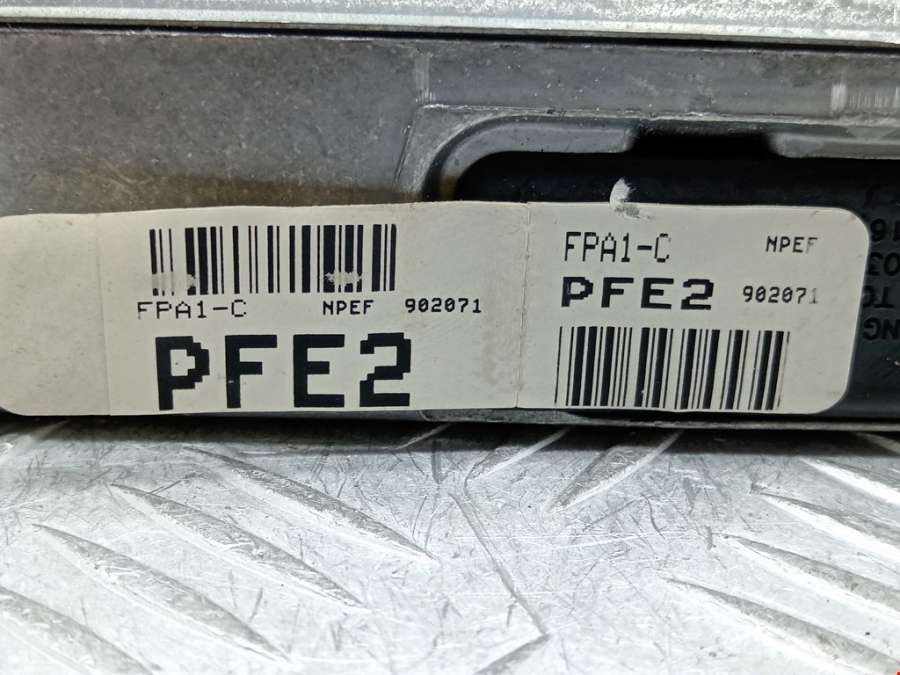 FPA1-C NPEF 902071
PFE2
FPA1-C NPEF
PFE2 902071